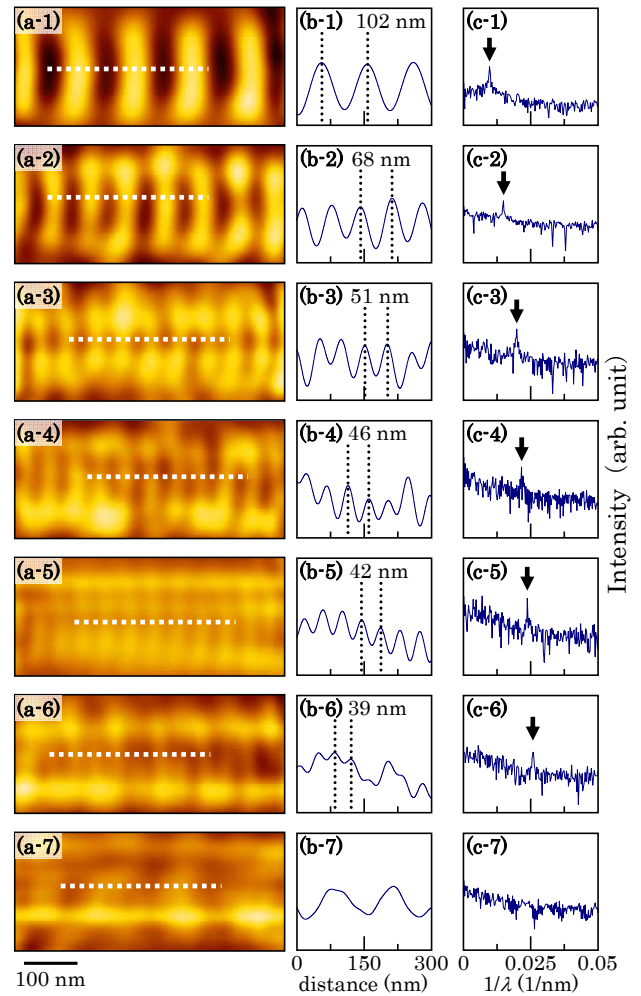 (a-1) (b-1) 102 nm (c-1)
(a-2) (b-2) 68 nm (c-2)
(a-3) (b-3) 51 nm (c-3)
(a-4) (b-4) 46 nm (c-4)
(a-5) (b-5) 42 nm (c-5)
(a-6) (b-6) 39 nm (c-6)
(a-7) (b-7) (c-7)
Intensity (arb. unit)
0 150 300 0 0.025 0.05
100 nm distance (nm) 1/λ (1/nm)